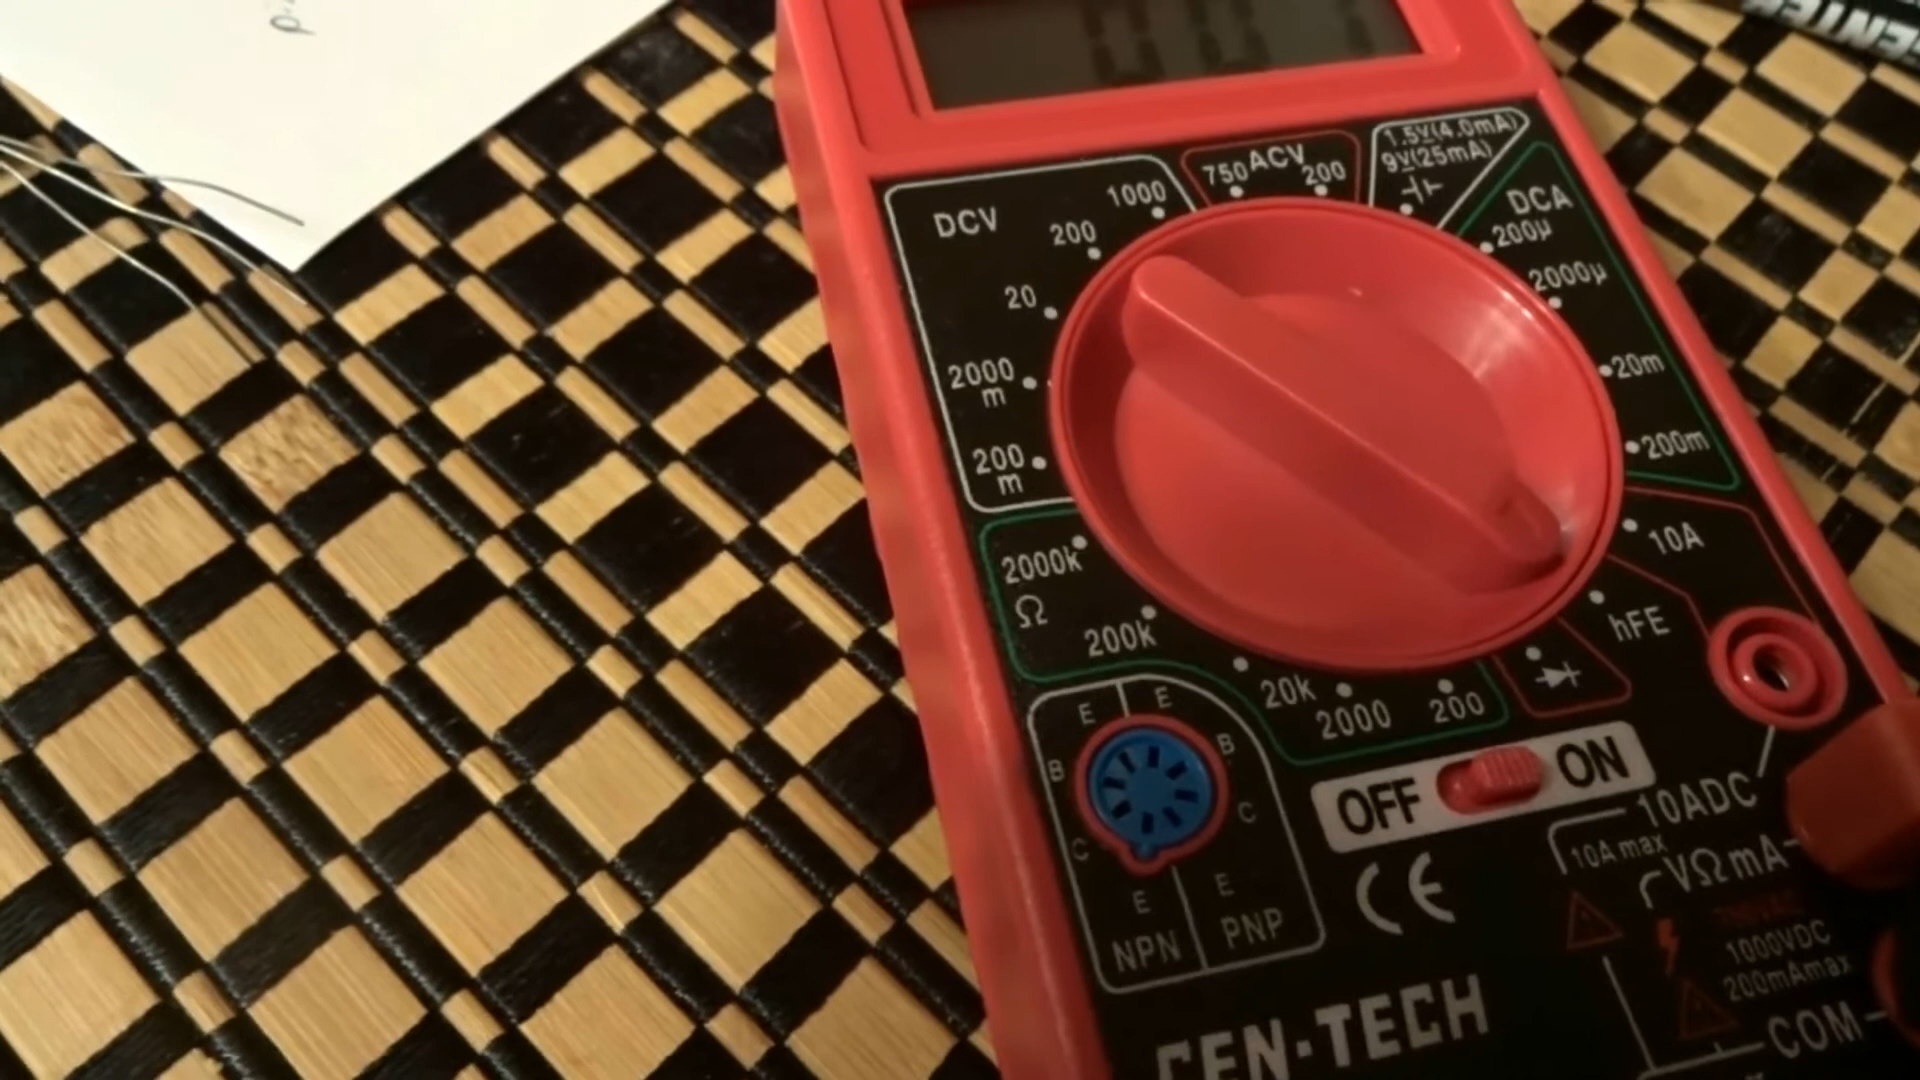 1.5V(4.0mA)
9V(25mA)
750 ACV 200
DCV
1000
200
20
2000
m
200
m
DCA
200µ
2000µ
20m
200m
10A
hFE
2000k
Ω
200k
20k
2000
200
OFF
ON
E
E
B
B
C
C
E
E
NPN
PNP
10ADC
10A max
VΩmA
1000VDC
200mAmax
COM
CE
CEN-TECH